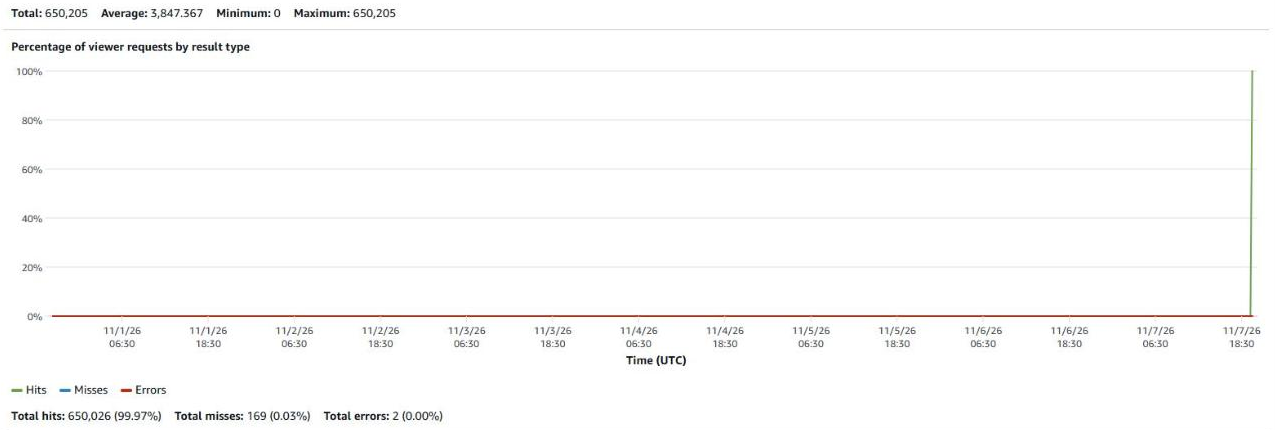 Total: 650,205 Average: 3,847.367 Minimum: 0 Maximum: 650,205
Percentage of viewer requests by result type
100%
80%
60%
40%
20%
0%
11/1/26 11/1/26 11/2/26 11/2/26 11/3/26 11/3/26 11/4/26 11/4/26 11/5/26 11/5/26 11/6/26 11/6/26 11/7/26 11/7/26
06:30 18:30 06:30 18:30 06:30 18:30 06:30 18:30 06:30 18:30 06:30 18:30 06:30 18:30
Time (UTC)
Hits Misses Errors
Total hits: 650,026 (99.97%) Total misses: 169 (0.03%) Total errors: 2 (0.00%)